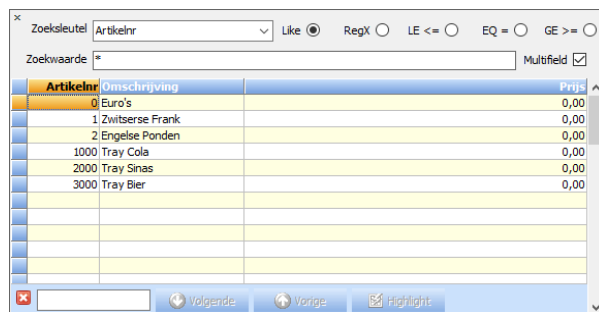 Zoeksleutel Artikelnr Like RegX LE <= EQ = GE >=
Zoekwaarde * Multifield
Artikelnr Omschrijving Prijs
0 Euro's 0,00
1 Zwitserse Frank 0,00
2 Engelse Ponden 0,00
1000 Tray Cola 0,00
2000 Tray Sinas 0,00
3000 Tray Bier 0,00
Volgende Vorige Highlight